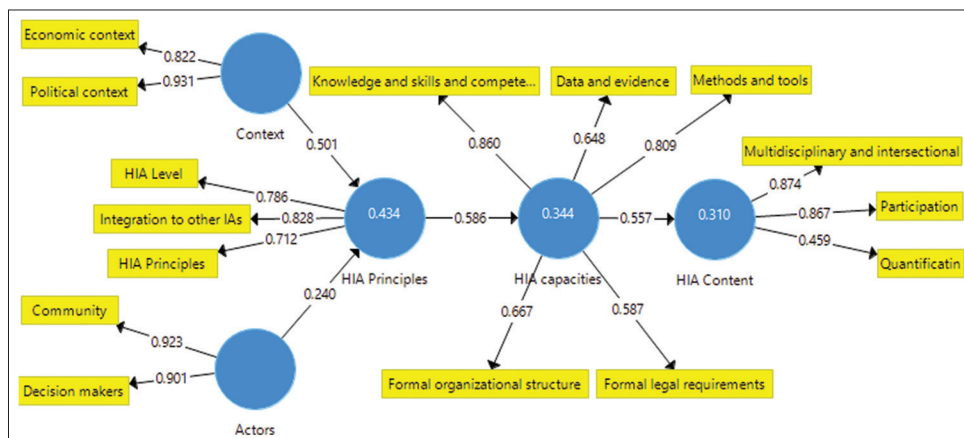 Economic context
0.822
Political context
0.931
Context
0.501
Knowledge and skills and compete...
Data and evidence
Methods and tools
0.860
0.648
0.809
Multidisciplinary and intersectional
0.874
HIA Level
0.786
Integration to other IAs
0.828
HIA Principles
0.712
0.434
HIA Principles
0.586
0.344
HIA capacities
0.557
0.310
HIA Content
0.867
Participation
0.459
Quantificatin
0.240
Community
0.923
Decision makers
0.901
Actors
0.667
0.587
Formal organizational structure
Formal legal requirements